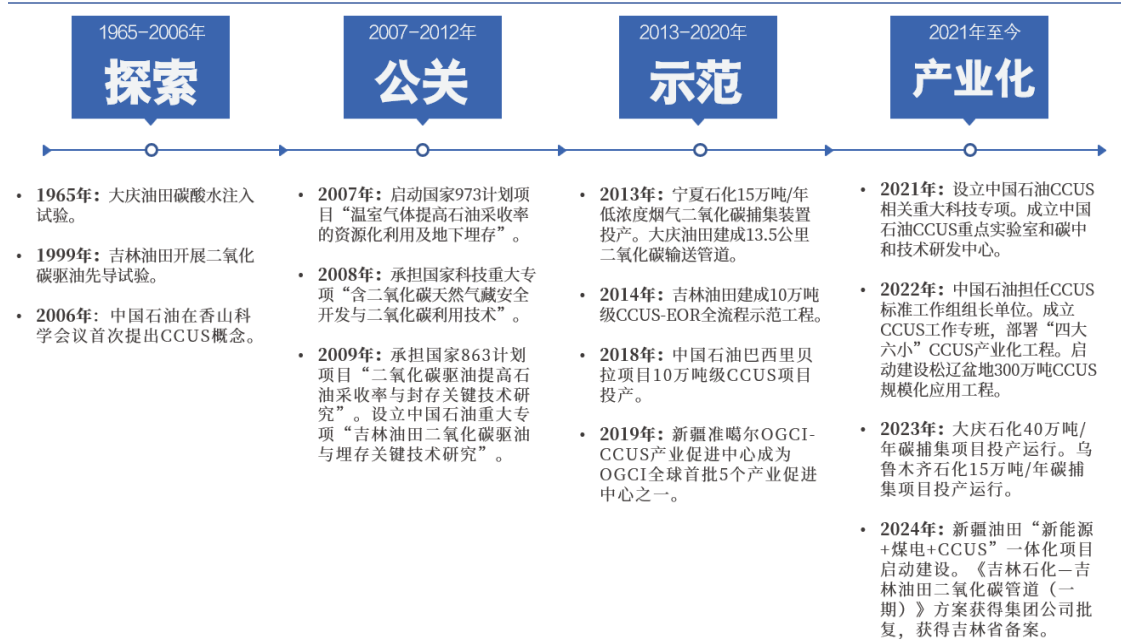 1965-2006年
探索
• 1965年：大庆油田碳酸水注入
试验。
• 1999年：吉林油田开展二氧化
碳驱油先导试验。
• 2006年：中国石油在香山科
学会议首次提出CCUS概念。
2007-2012年
公关
• 2007年：启动国家973计划项
目“温室气体提高石油采收率
的资源化利用及地下埋存”。
• 2008年：承担国家科技重大专
项“含二氧化碳天然气藏安全
开发与二氧化碳利用技术”。
• 2009年：承担国家863计划
项目“二氧化碳驱油提高石
油采收率与封存关键技术研
究”。设立中国石油重大专
项“吉林油田二氧化碳驱油
与埋存关键技术研究”。
2013-2020年
示范
• 2013年：宁夏石化15万吨/年
低浓度烟气二氧化碳捕集装置
投产。大庆油田建成13.5公里
二氧化碳输送管道。
• 2014年：吉林油田建成10万吨
级CCUS-EOR全流程示范工程。
• 2018年：中国石油巴西里贝
拉项目10万吨级CCUS项目
投产。
• 2019年：新疆准噶尔OGCI-
CCUS产业促进中心成为
OGCI全球首批5个产业促进
中心之一。
2021年至今
产业化
• 2021年：设立中国石油CCUS
相关重大科技专项。成立中国
石油CCUS重点实验室和碳中
和技术研发中心。
• 2022年：中国石油担任CCUS
标准工作组组长单位。成立
CCUS工作专班，部署“四大
六小”CCUS产业化工程。启
动建设松辽盆地300万吨CCUS
规模化应用工程。
• 2023年：大庆石化40万吨/
年碳捕集项目投产运行。乌
鲁木齐石化15万吨/年碳捕
集项目投产运行。
• 2024年：新疆油田“新能源
+煤电+CCUS”一体化项目
启动建设。《吉林石化—吉
林油田二氧化碳管道（一
期）》方案获得集团公司批
复，获得吉林省备案。